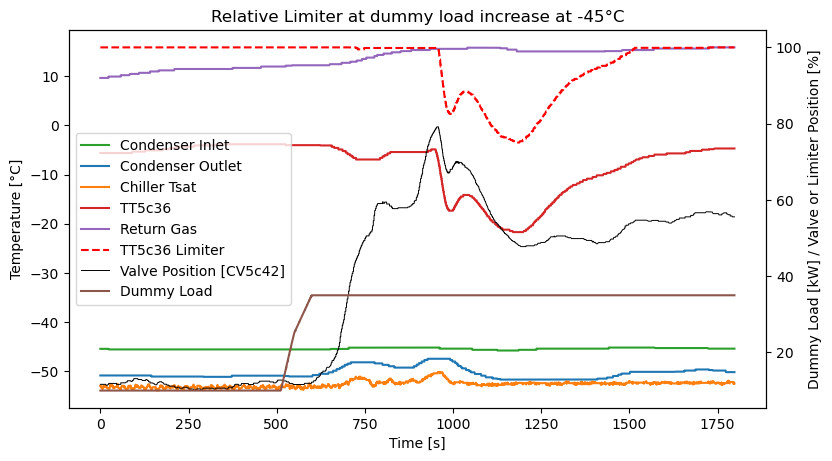 Relative Limiter at dummy load increase at -45°C
Temperature [°C]
10
0
−10
−20
−30
−40
−50
Condenser Inlet
Condenser Outlet
Chiller Tsat
TT5c36
Return Gas
TT5c36 Limiter
Valve Position [CV5c42]
Dummy Load
100
80
60
40
20
Dummy Load [kW] / Valve or Limiter Position [%]
0 250 500 750 1000 1250 1500 1750
Time [s]